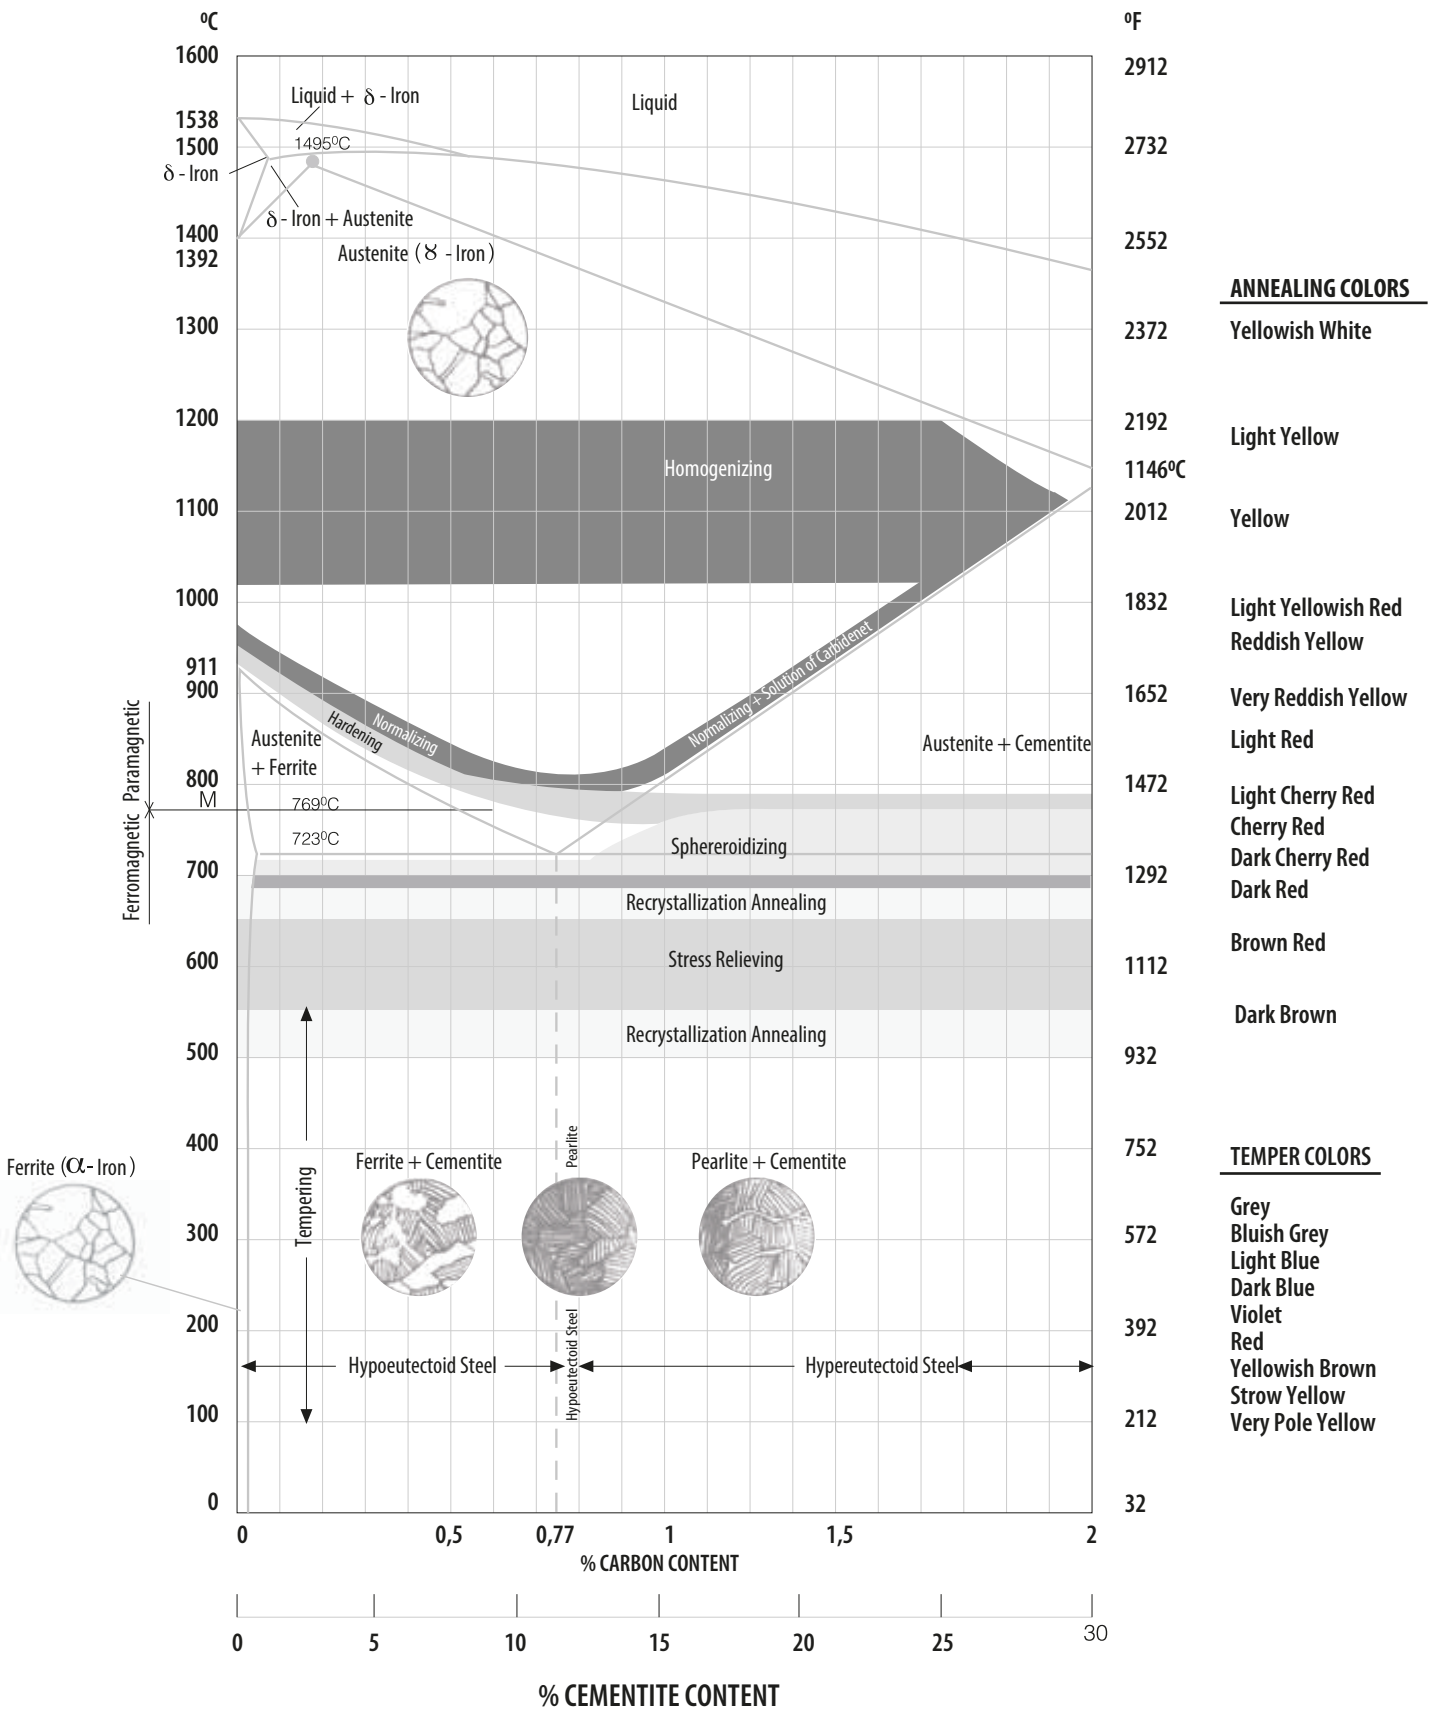 ⁰C
⁰F
1600
2912
Liquid + δ - Iron
Liquid
1538
1495⁰C
1500
2732
δ - Iron
δ - Iron + Austenite
1400
2552
1392
Austenite (ɣ - Iron)
ANNEALING COLORS
1300
2372
Yellowish White
1200
2192
Light Yellow
Homogenizing
1146⁰C
1100
2012
Yellow
1000
1832
Light Yellowish Red
Reddish Yellow
Normalizing + Solution of Carbidenet
911
900
1652
Very Reddish Yellow
Hardening
Normalizing
Paramagnetic
Austenite
+ Ferrite
Austenite + Cementite
Light Red
800
1472
M
769⁰C
Light Cherry Red
Ferromagnetic
723⁰C
Cherry Red
Sphereroidizing
Dark Cherry Red
700
1292
Dark Red
Recrystallization Annealing
Brown Red
600
Stress Relieving
1112
Dark Brown
Recrystallization Annealing
500
932
400
752
Pearlite
TEMPER COLORS
Ferrite (α- Iron)
Ferrite + Cementite
Pearlite + Cementite
Tempering
Grey
300
572
Bluish Grey
Light Blue
Dark Blue
Violet
200
392
Red
Hypoeutectoid Steel
Hypoeutectoid Steel
Hypereutectoid Steel
Yellowish Brown
Strow Yellow
100
212
Very Pole Yellow
0
32
0 0,5 0,77 1 1,5 2
% CARBON CONTENT
0 5 10 15 20 25 30
% CEMENTITE CONTENT